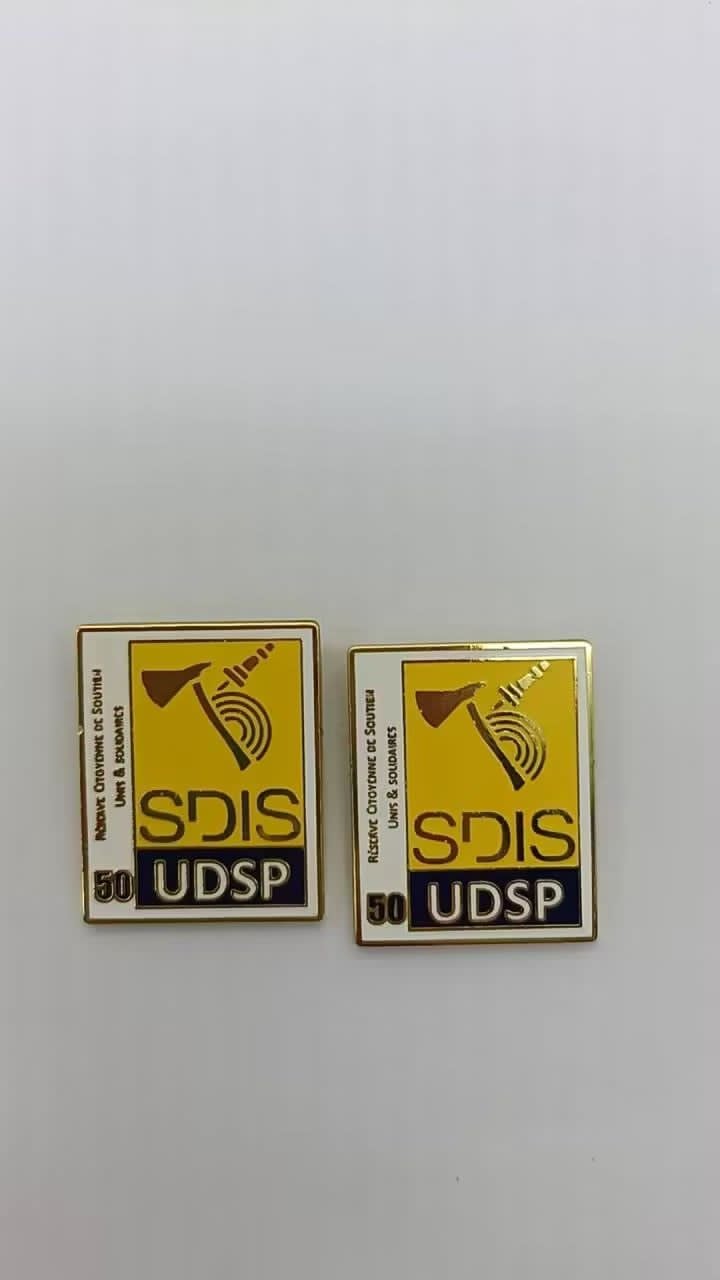 RÉSERVE CITOYENNE DE SOUTIEN
UNIS & SOLIDAIRES
SDIS
50
UDSP
RÉSERVE CITOYENNE DE SOUTIEN
UNIS & SOLIDAIRES
SDIS
50
UDSP